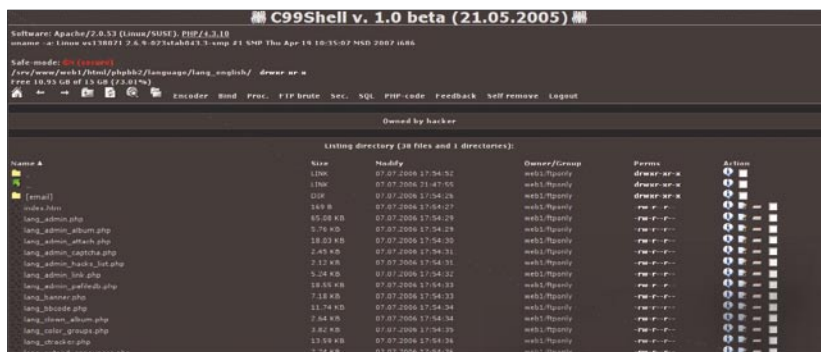 C99Shell v. 1.0 beta (21.05.2005)
Software: Apache/2.0.53 (Linux/SUSE). PHP/4.3.10
uname -a: Linux vs138071 2.6.9-023stab043.3-smp #1 SMP Thu Apr 19 10:35:07 MSD 2007 i686
Safe-mode:
/srv/www/web1/html/phpbb2/language/lang_english/ drwxr-xr-x
Free 10.95 GB of 15 GB (73.01%)
Encoder Bind Proc. FTP brute Sec. SQL PHP-code Feedback Self remove Logout
Owned by hacker
Listing directory (38 files and 1 directories):
Name Size Modify Owner/Group Perms Action
. LINK 07.07.2006 17:54:52 web1/ftponly drwxr-xr-x
.. LINK 07.07.2006 21:47:55 web1/ftponly drwxr-xr-x
[email] DIR 07.07.2006 17:54:26 web1/ftponly drwxr-xr-x
index.htm 169 B 07.07.2006 17:54:27 web1/ftponly -rw-r--r--
lang_admin.php 65.08 KB 07.07.2006 17:54:29 web1/ftponly -rw-r--r--
lang_admin_album.php 5.76 KB 07.07.2006 17:54:29 web1/ftponly -rw-r--r--
lang_admin_attach.php 18.03 KB 07.07.2006 17:54:30 web1/ftponly -rw-r--r--
lang_admin_captcha.php 2.45 KB 07.07.2006 17:54:31 web1/ftponly -rw-r--r--
lang_admin_hacks_list.php 2.12 KB 07.07.2006 17:54:31 web1/ftponly -rw-r--r--
lang_admin_link.php 5.24 KB 07.07.2006 17:54:32 web1/ftponly -rw-r--r--
lang_admin_pafiledb.php 18.55 KB 07.07.2006 17:54:33 web1/ftponly -rw-r--r--
lang_banner.php 7.18 KB 07.07.2006 17:54:33 web1/ftponly -rw-r--r--
lang_bbcode.php 11.74 KB 07.07.2006 17:54:34 web1/ftponly -rw-r--r--
lang_clown_album.php 2.64 KB 07.07.2006 17:54:34 web1/ftponly -rw-r--r--
lang_color_groups.php 3.82 KB 07.07.2006 17:54:35 web1/ftponly -rw-r--r--
lang_ctracker.php 13.59 KB 07.07.2006 17:54:36 web1/ftponly -rw-r--r--